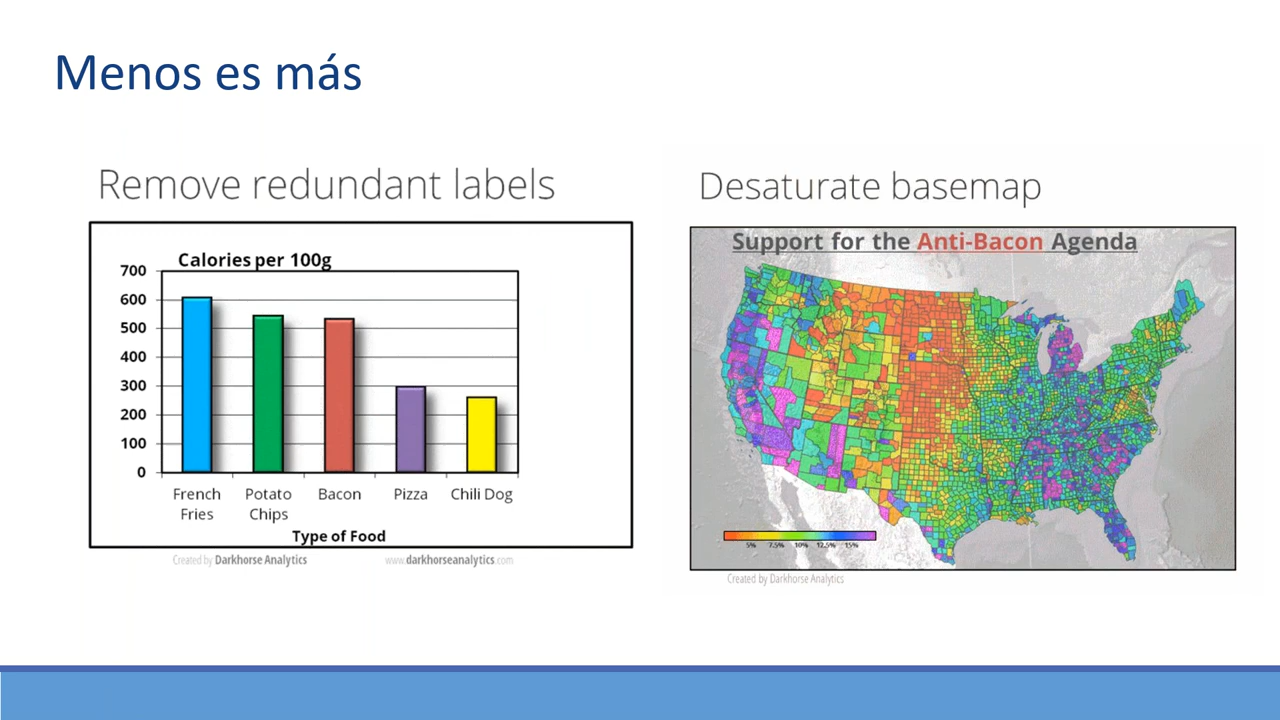 Menos es más
Remove redundant labels
Calories per 100g
700
600
500
400
300
200
100
0
French
Fries
Potato
Chips
Bacon
Pizza
Chili Dog
Type of Food
Created by Darkhorse Analytics
www.darkhorseanalytics.com
Desaturate basemap
Support for the Anti-Bacon Agenda
5% 7.5% 10% 12.5% 15%
Created by Darkhorse Analytics